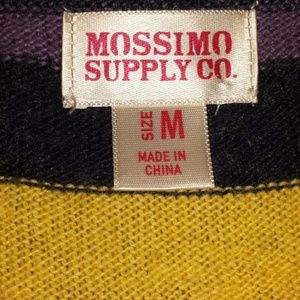 MOSSIMO
SUPPLY CO.
SIZE M
MADE IN
CHINA